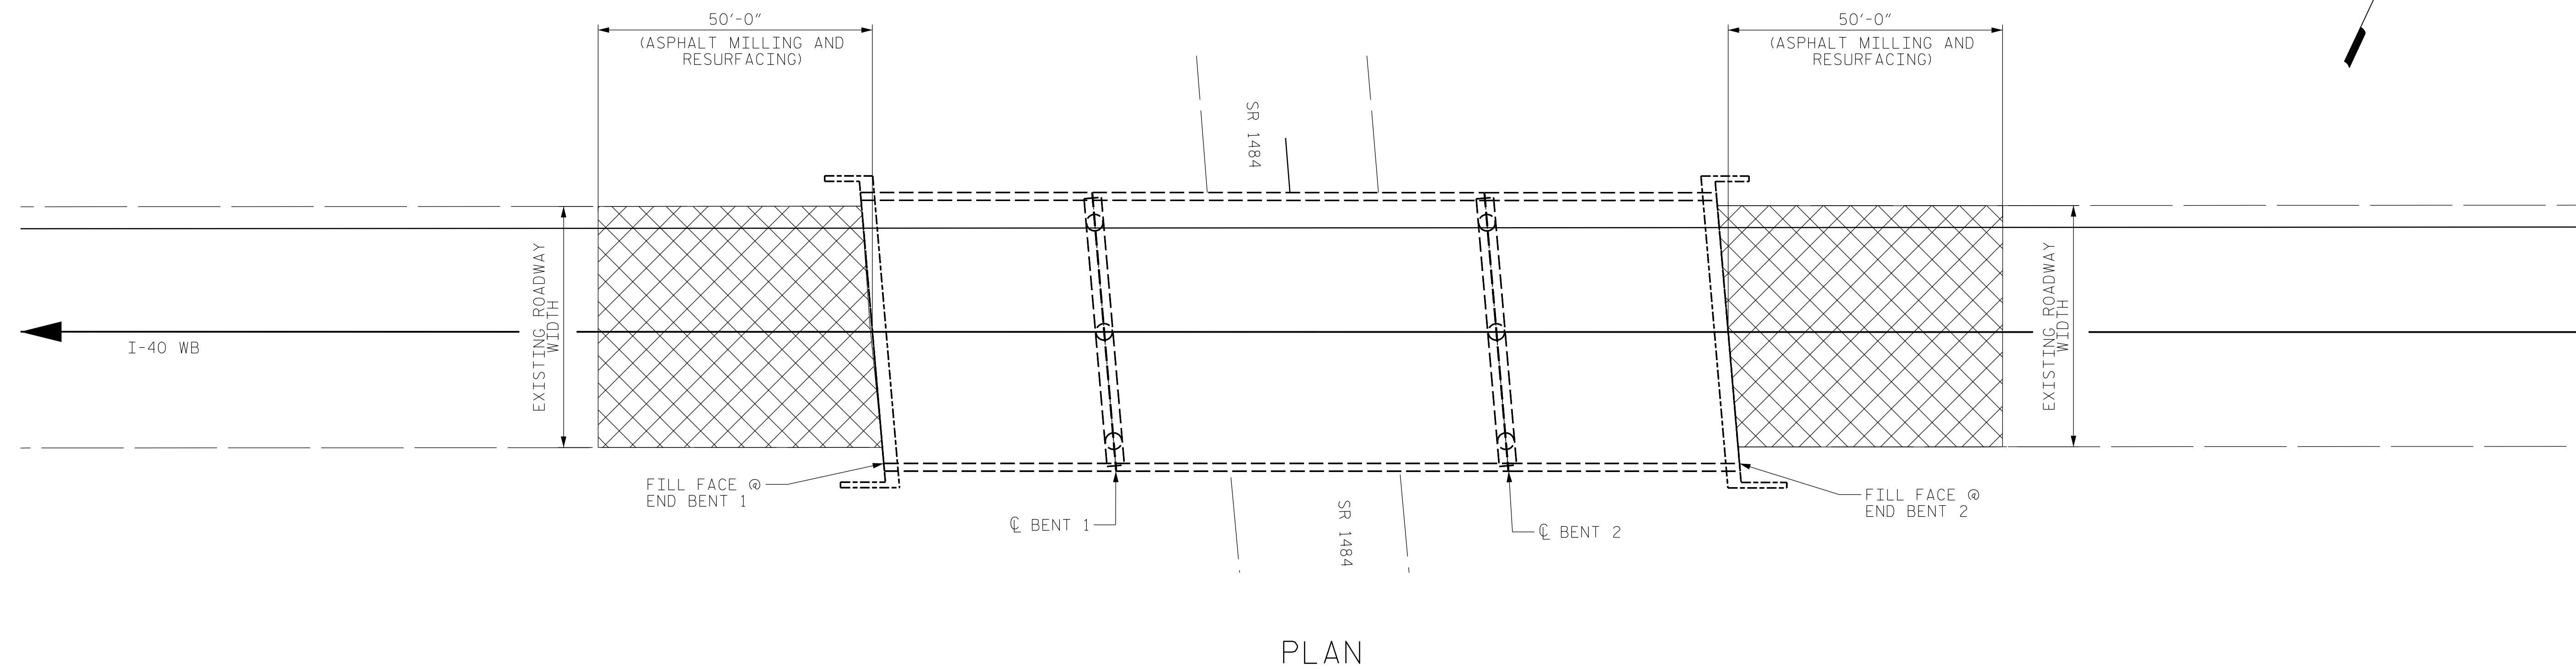 50'-0"
(ASPHALT MILLING AND
RESURFACING)
50'-0"
(ASPHALT MILLING AND
RESURFACING)
SR 1484
EXISTING ROADWAY
WIDTH
EXISTING ROADWAY
WIDTH
I-40 WB
FILL FACE @
END BENT 1
℄ BENT 1
SR 1484
℄ BENT 2
FILL FACE @
END BENT 2
PLAN